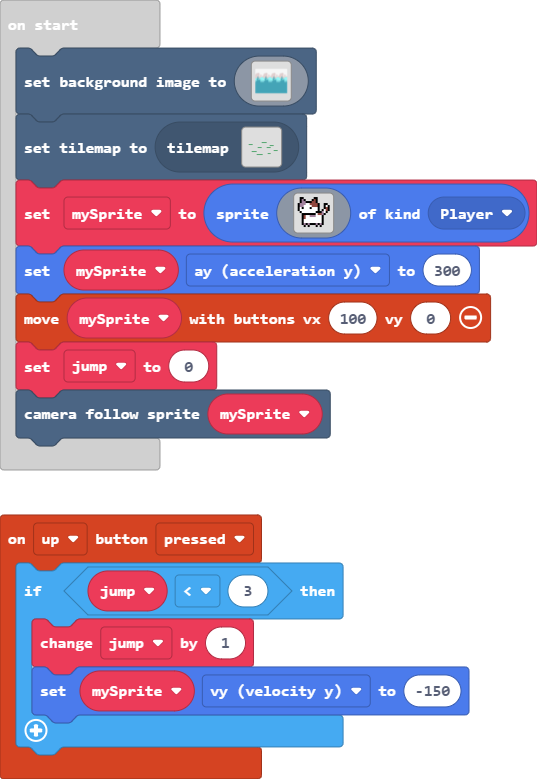 on start
set background image to
set tilemap to tilemap
set mySprite to sprite of kind Player
set mySprite ay (acceleration y) to 300
move mySprite with buttons vx 100 vy 0
set jump to 0
camera follow sprite mySprite
on up button pressed
if jump < 3 then
change jump by 1
set mySprite vy (velocity y) to -150